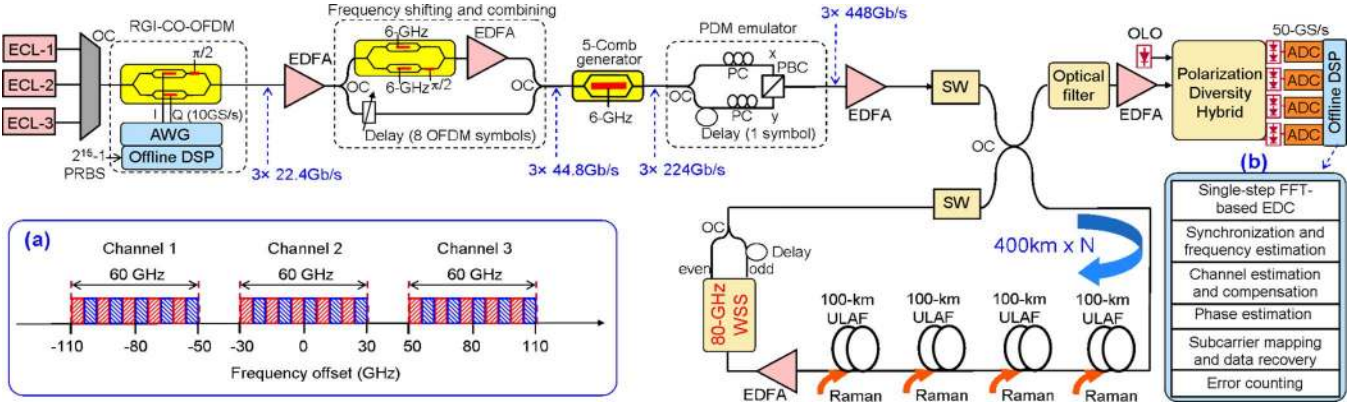 ECL-1
ECL-2
ECL-3
OC
RGI-CO-OFDM
π/2
I
Q (10GS/s)
AWG
Offline DSP
2¹⁵-1
PRBS
3× 22.4Gb/s
EDFA
Frequency shifting and combining
6-GHz
6-GHz
π/2
EDFA
OC
OC
Delay (8 OFDM symbols)
3× 44.8Gb/s
5-Comb
generator
6-GHz
3× 224Gb/s
PDM emulator
3× 448Gb/s
OC
PC
PC
x
y
PBC
Delay (1 symbol)
EDFA
SW
OC
SW
Optical
filter
EDFA
OLO
Polarization
Diversity
Hybrid
50-GS/s
ADC
ADC
ADC
ADC
Offline DSP
(a)
Channel 1
Channel 2
Channel 3
60 GHz
60 GHz
60 GHz
-110
-80
-50
-30
0
30
50
80
110
Frequency offset (GHz)
OC
Delay
even
odd
80-GHz
WSS
EDFA
400km x N
100-km
ULAF
100-km
ULAF
100-km
ULAF
100-km
ULAF
Raman
Raman
Raman
Raman
(b)
Single-step FFT-
based EDC
Synchronization and
frequency estimation
Channel estimation
and compensation
Phase estimation
Subcarrier mapping
and data recovery
Error counting